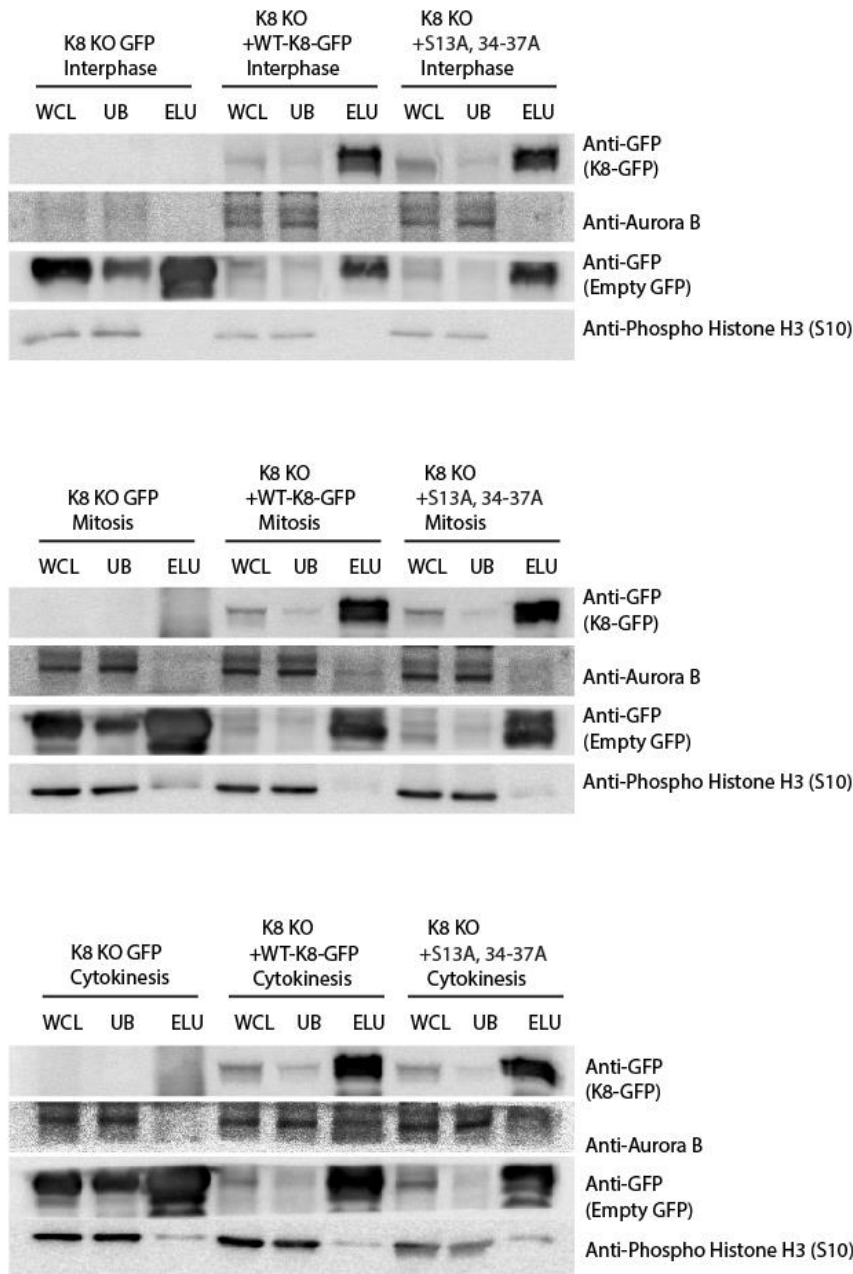 K8 KO GFP
Interphase
K8 KO
+WT-K8-GFP
Interphase
K8 KO
+S13A, 34-37A
Interphase
WCL UB ELU WCL UB ELU WCL UB ELU
Anti-GFP
(K8-GFP)
Anti-Aurora B
Anti-GFP
(Empty GFP)
Anti-Phospho Histone H3 (S10)
K8 KO GFP
Mitosis
K8 KO
+WT-K8-GFP
Mitosis
K8 KO
+S13A, 34-37A
Mitosis
WCL UB ELU WCL UB ELU WCL UB ELU
Anti-GFP
(K8-GFP)
Anti-Aurora B
Anti-GFP
(Empty GFP)
Anti-Phospho Histone H3 (S10)
K8 KO GFP
Cytokinesis
K8 KO
+WT-K8-GFP
Cytokinesis
K8 KO
+S13A, 34-37A
Cytokinesis
WCL UB ELU WCL UB ELU WCL UB ELU
Anti-GFP
(K8-GFP)
Anti-Aurora B
Anti-GFP
(Empty GFP)
Anti-Phospho Histone H3 (S10)